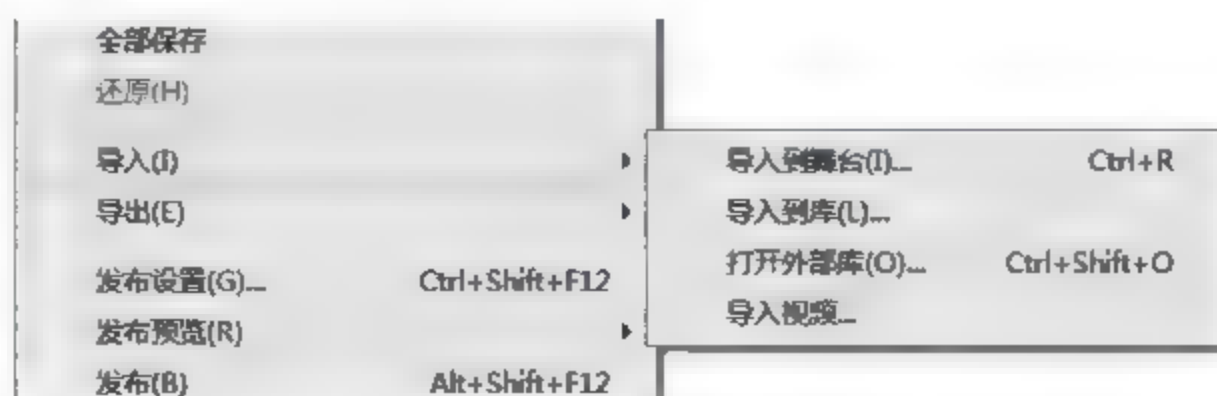 全部保存
还原(H)
导入(I)
导出(E)
发布设置(G)... Ctrl+Shift+F12
发布预览(R)
发布(B) Alt+Shift+F12
导入到舞台(I)... Ctrl+R
导入到库(L)...
打开外部库(O)... Ctrl+Shift+O
导入视频...